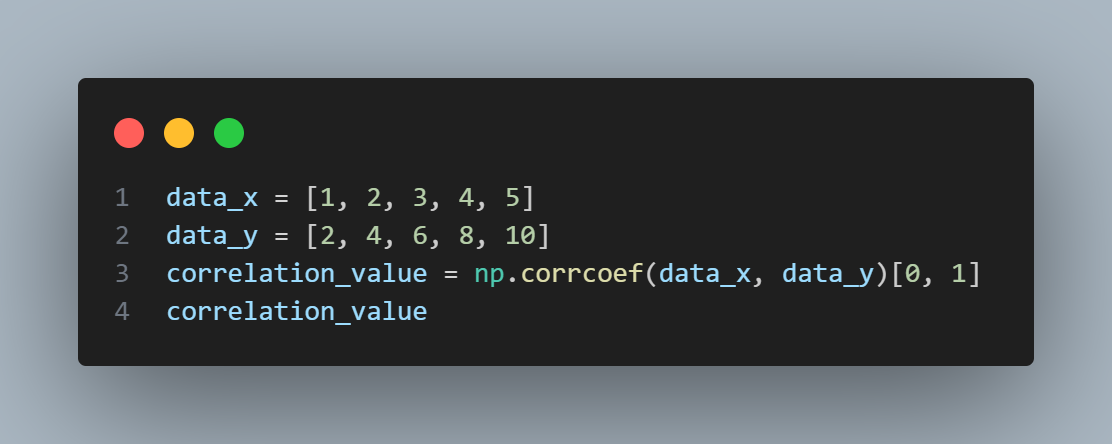 1 data_x = [1, 2, 3, 4, 5]
2 data_y = [2, 4, 6, 8, 10]
3 correlation_value = np.corrcoef(data_x, data_y)[0, 1]
4 correlation_value